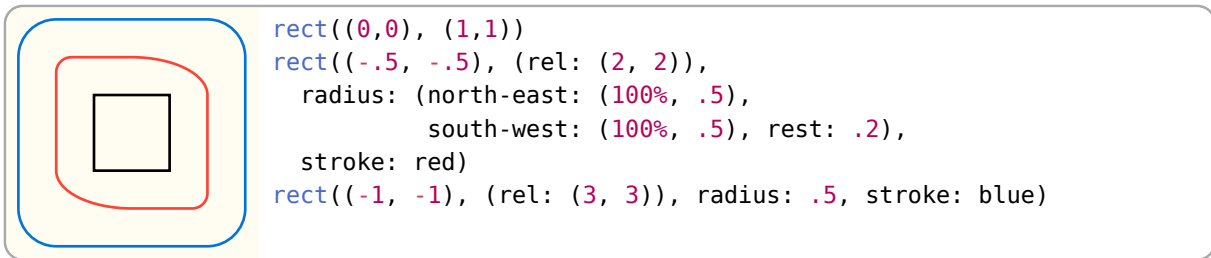 rect((0,0), (1,1))
rect((-.5, -.5), (rel: (2, 2)),
  radius: (north-east: (100%, .5),
           south-west: (100%, .5), rest: .2),
  stroke: red)
rect((-1, -1), (rel: (3, 3)), radius: .5, stroke: blue)